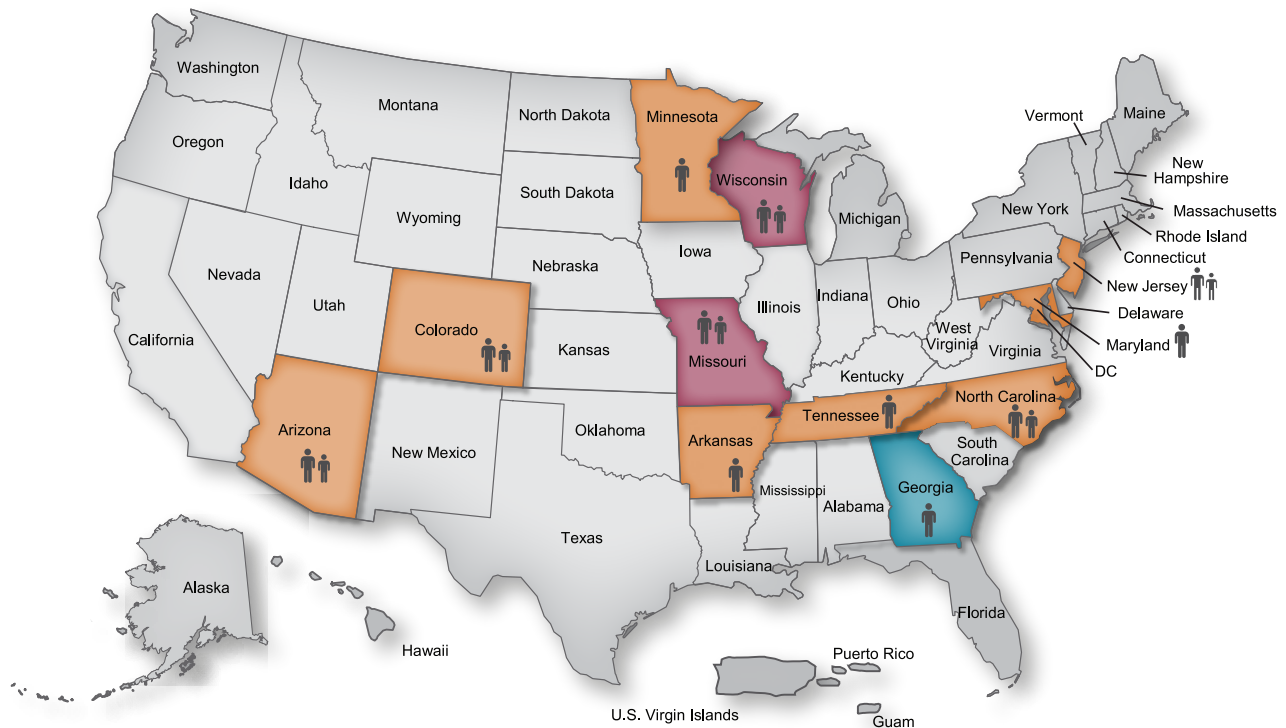 Washington
Oregon
Idaho
Montana
North Dakota
South Dakota
Minnesota
Wisconsin
Michigan
Wyoming
Nevada
Utah
California
Colorado
Nebraska
Kansas
Iowa
Illinois
Indiana
Ohio
Missouri
Kentucky
West
Virginia
Virginia
Pennsylvania
New York
Vermont
Maine
New
Hampshire
Massachusetts
Rhode Island
Connecticut
New Jersey
Delaware
Maryland
DC
Arizona
New Mexico
Oklahoma
Arkansas
Tennessee
North Carolina
South
Carolina
Georgia
Alabama
Mississippi
Louisiana
Texas
Florida
Alaska
Hawaii
Puerto Rico
U.S. Virgin Islands
Guam